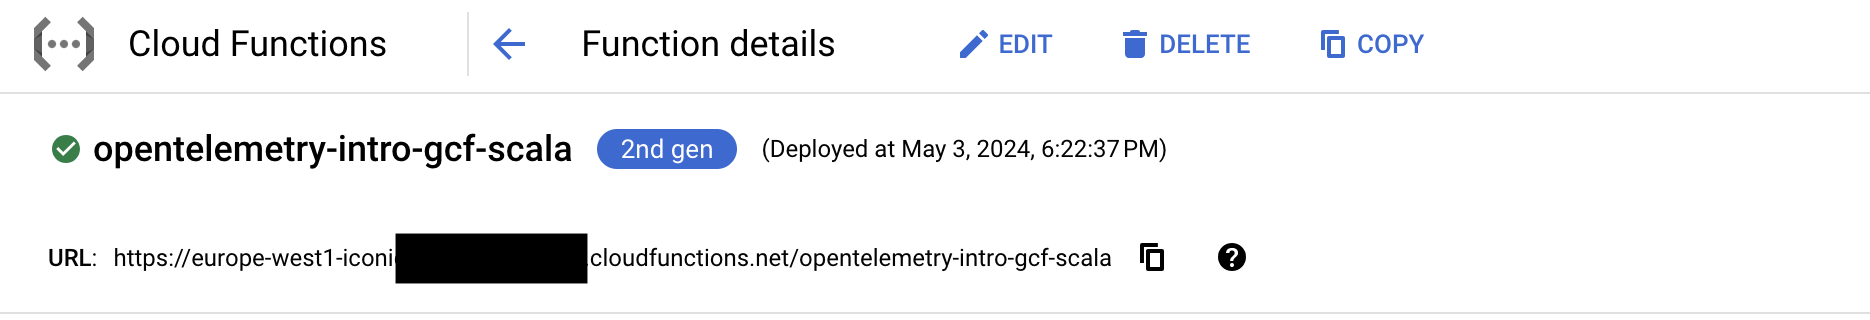 Cloud Functions Function details EDIT DELETE COPY
opentelemetry-intro-gcf-scala 2nd gen (Deployed at May 3, 2024, 6:22:37 PM)
URL: https://europe-west1-iconi .cloudfunctions.net/opentelemetry-intro-gcf-scala